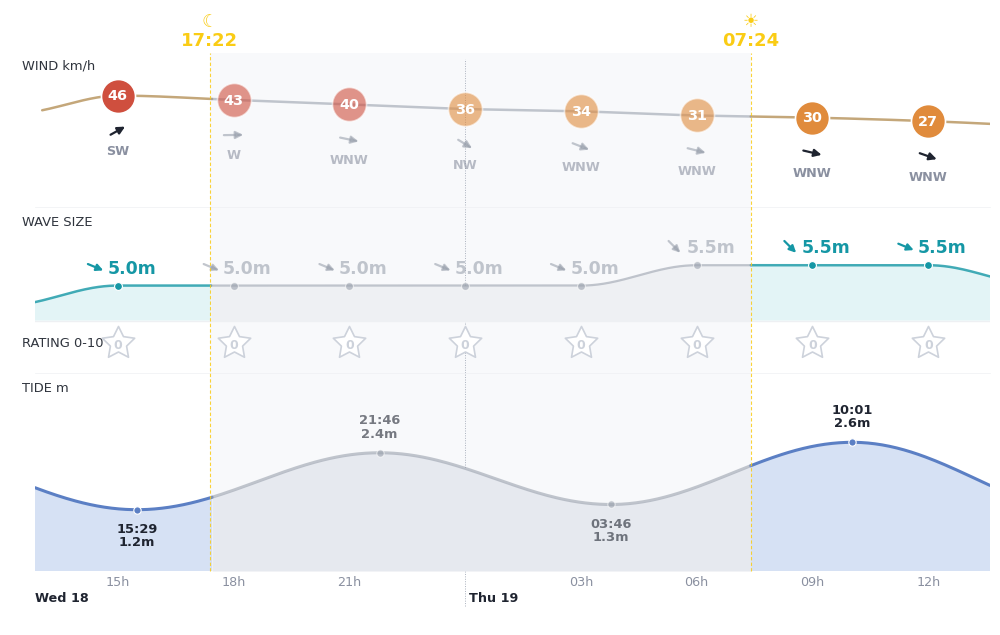 17:22 07:24
WIND km/h
46 43 40 36 34 31 30 27
SW W WNW NW WNW WNW WNW WNW
WAVE SIZE
5.0m 5.0m 5.0m 5.0m 5.0m 5.5m 5.5m 5.5m
RATING 0-10
0 0 0 0 0 0 0 0
TIDE m
21:46
2.4m
10:01
2.6m
15:29
1.2m
03:46
1.3m
15h 18h 21h 03h 06h 09h 12h
Wed 18 Thu 19